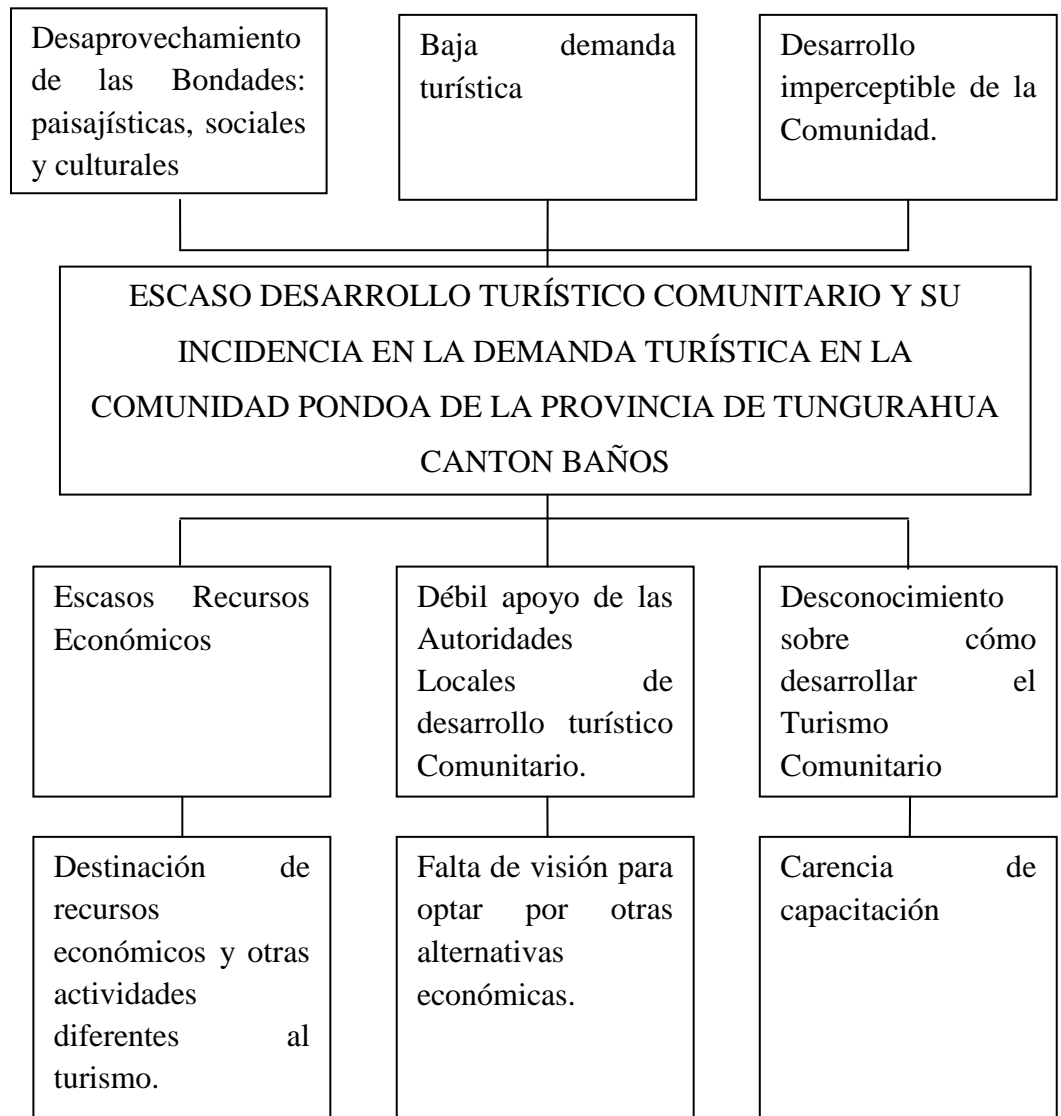 Desaprovechamiento
de las Bondades:
paisajísticas, sociales
y culturales
Baja demanda
turística
Desarrollo
imperceptible de la
Comunidad.
ESCASO DESARROLLO TURÍSTICO COMUNITARIO Y SU
INCIDENCIA EN LA DEMANDA TURÍSTICA EN LA
COMUNIDAD PONDOA DE LA PROVINCIA DE TUNGURAHUA
CANTON BAÑOS
Escasos Recursos
Económicos
Débil apoyo de las
Autoridades
Locales de
desarrollo turístico
Comunitario.
Desconocimiento
sobre cómo
desarrollar el
Turismo
Comunitario
Destinación de
recursos
económicos y otras
actividades
diferentes al
turismo.
Falta de visión para
optar por otras
alternativas
económicas.
Carencia de
capacitación